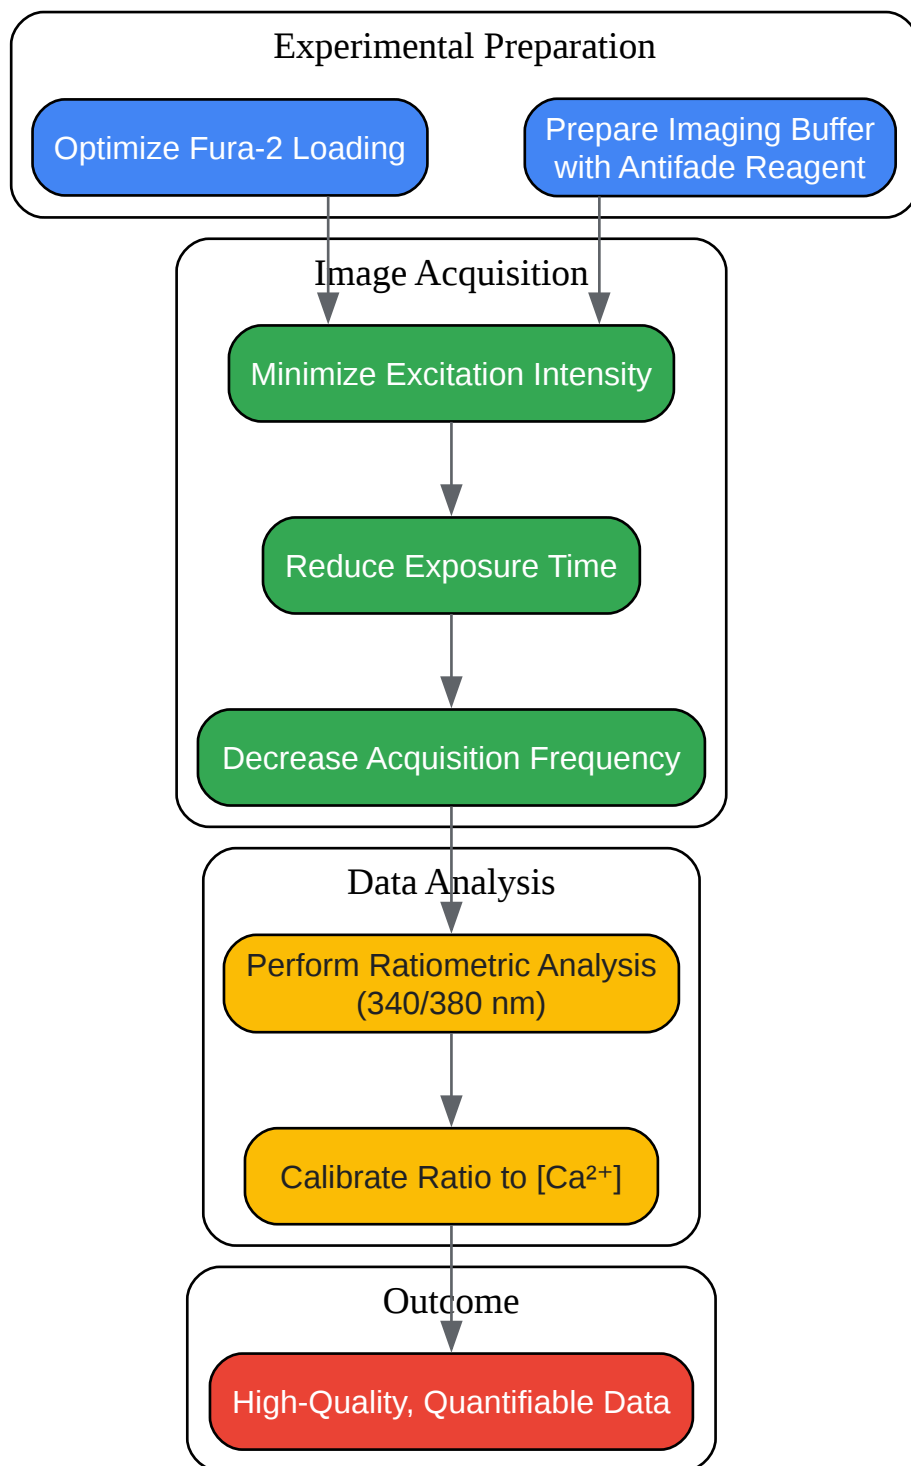 Experimental Preparation
Optimize Fura-2 Loading
Prepare Imaging Buffer
with Antifade Reagent
Image Acquisition
Minimize Excitation Intensity
Reduce Exposure Time
Decrease Acquisition Frequency
Data Analysis
Perform Ratiometric Analysis
(340/380 nm)
Calibrate Ratio to [Ca²⁺]
Outcome
High-Quality, Quantifiable Data